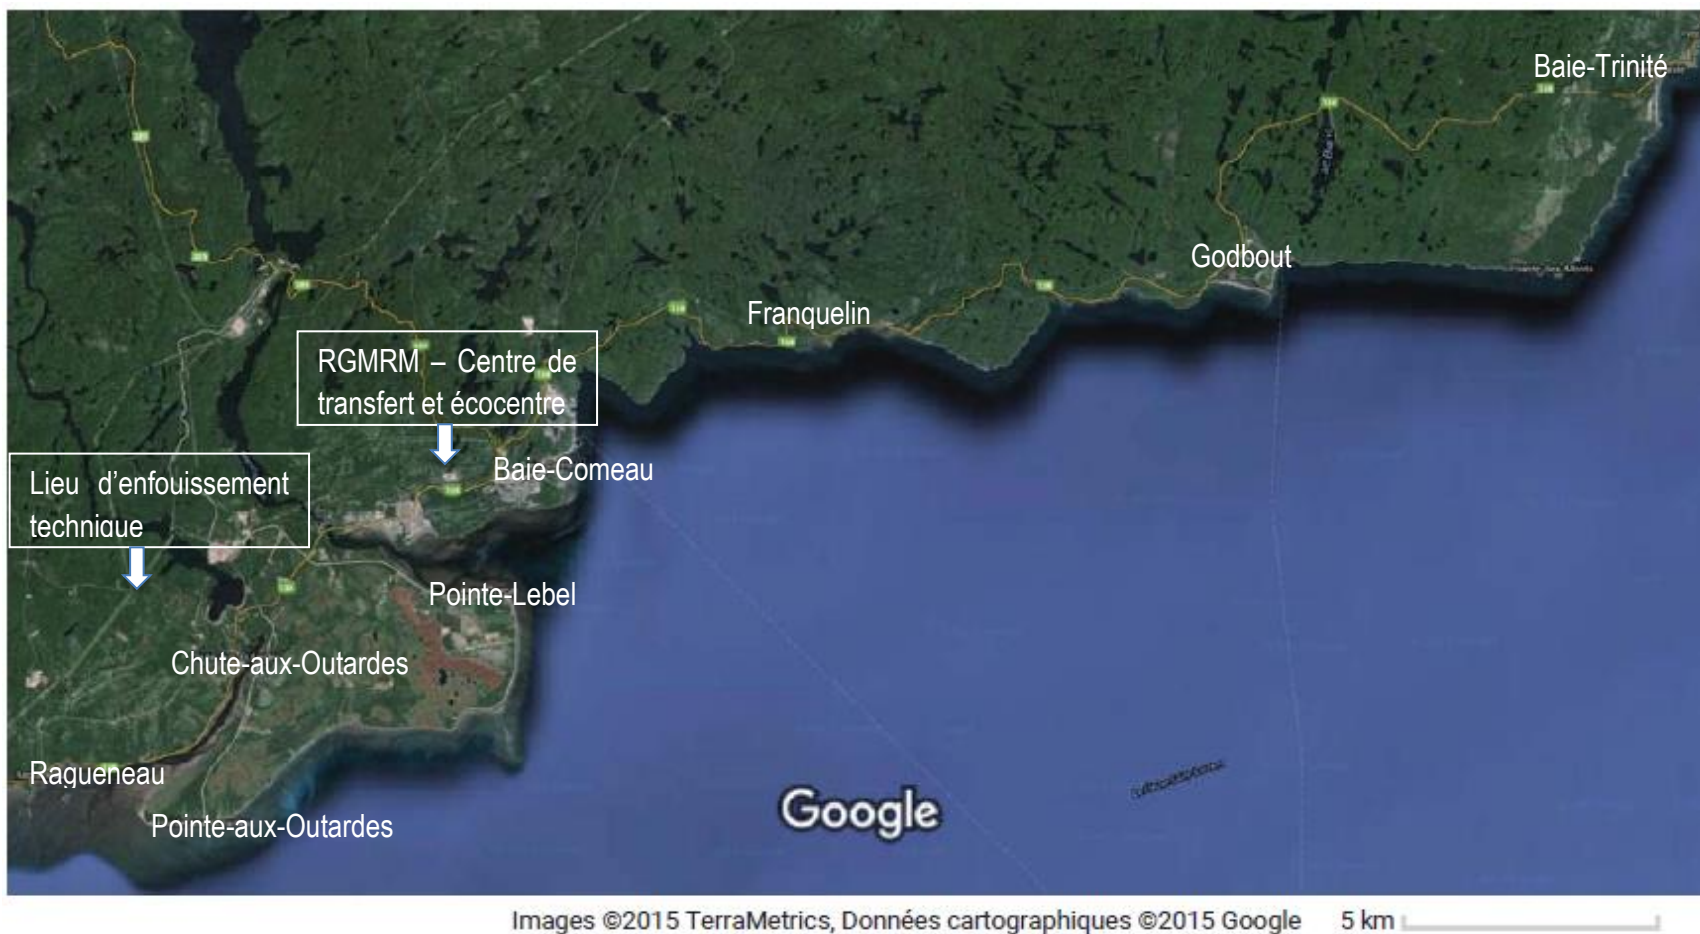 Baie-Trinité
Godbout
Franquelin
RGMRM – Centre de
transfert et écocentre
Baie-Comeau
Lieu d'enfouissement
technique
Pointe-Lebel
Chute-aux-Outardes
Ragueneau
Pointe-aux-Outardes
Google
Images ©2015 TerraMetrics, Données cartographiques ©2015 Google 5 km